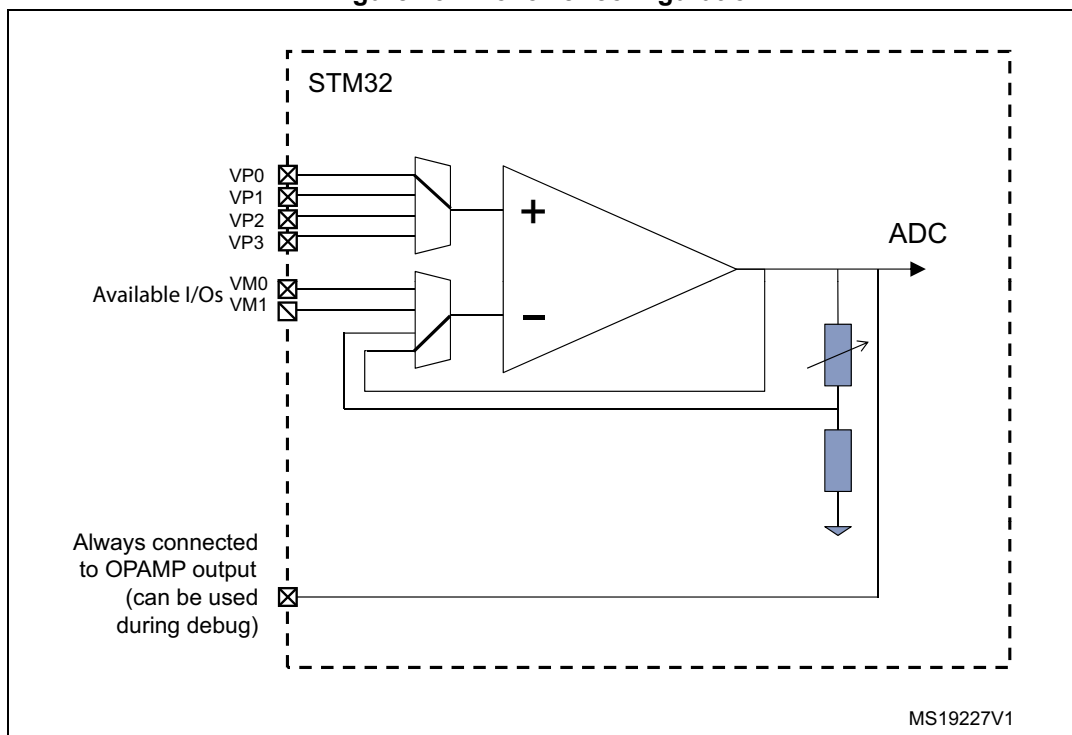 STM32
VP0
VP1
VP2
VP3
+
ADC
Available I/Os
VM0
VM1
−
Always connected
to OPAMP output
(can be used
during debug)
MS19227V1